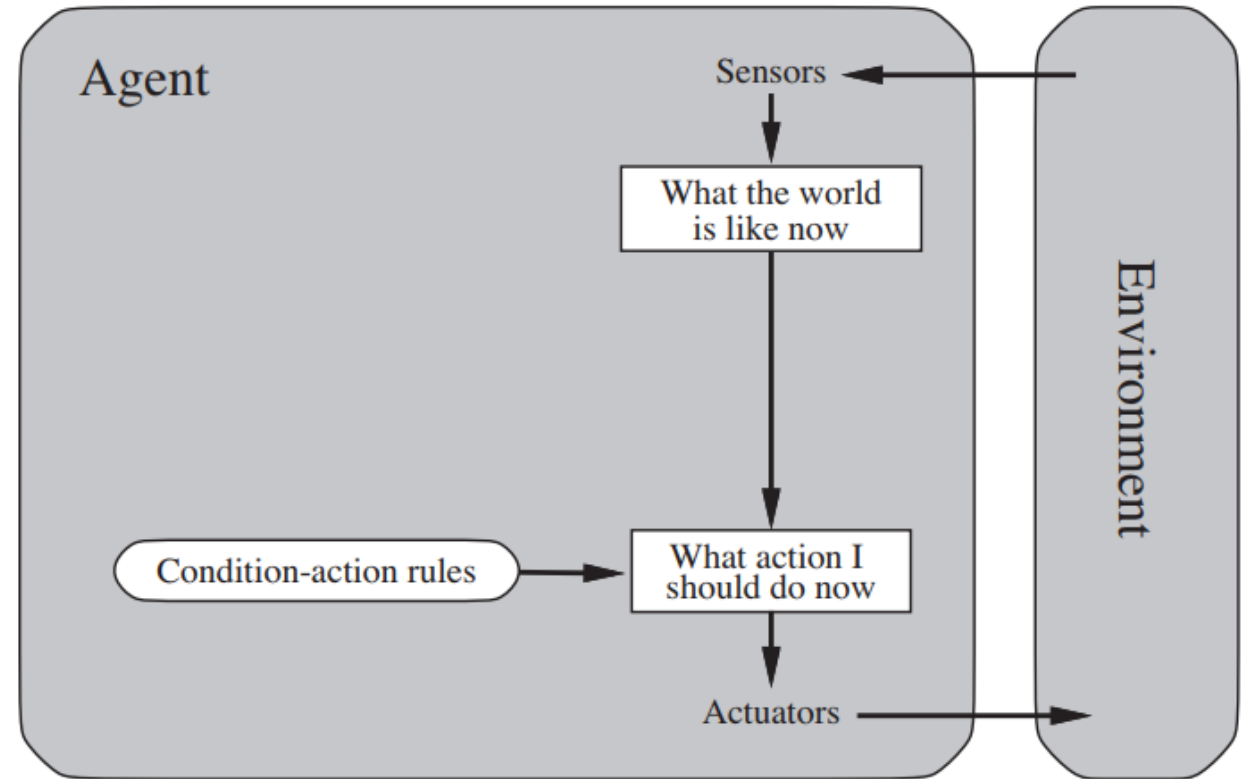 Agent
Sensors
What the world
is like now
Environment
Condition-action rules
What action I
should do now
Actuators